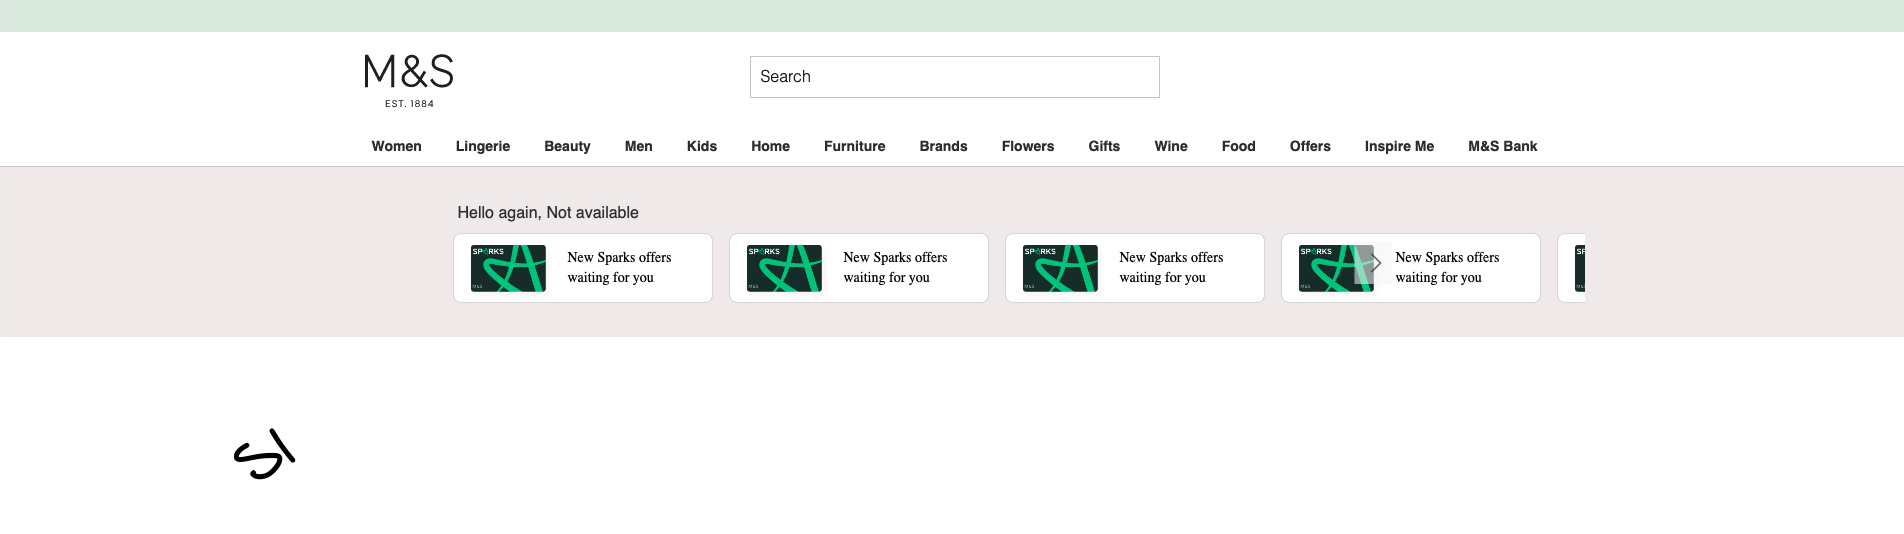 M&S
EST. 1884
Search
Women Lingerie Beauty Men Kids Home Furniture Brands Flowers Gifts Wine Food Offers Inspire Me M&S Bank
Hello again, Not available
SPARKS
M&S
New Sparks offers
waiting for you
SPARKS
M&S
New Sparks offers
waiting for you
SPARKS
M&S
New Sparks offers
waiting for you
SPARKS
M&S
New Sparks offers
waiting for you